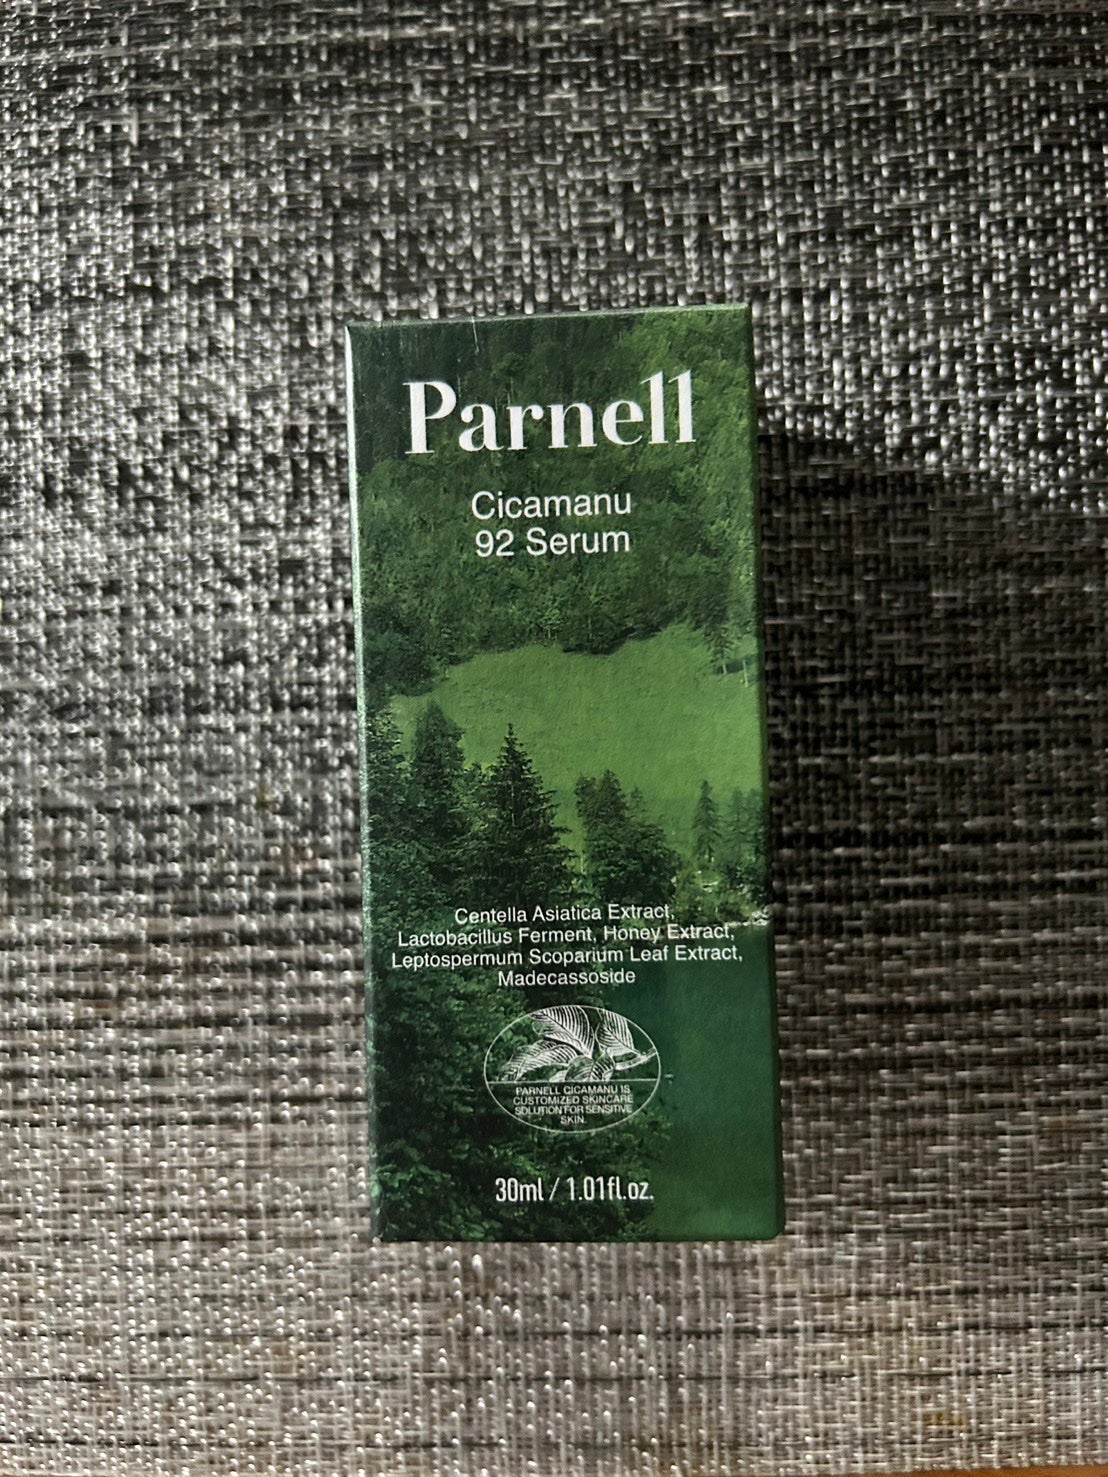 Parnell
Cicamanu
92 Serum
Centella Asiatica Extract,
Lactobacillus Ferment, Honey Extract,
Leptospermum Scoparium Leaf Extract,
Madecassoside
PARNELL CICAMANU IS
CUSTOMIZED SKINCARE
SOLUTION FOR SENSITIVE
SKIN.
30ml / 1.01fl.oz.